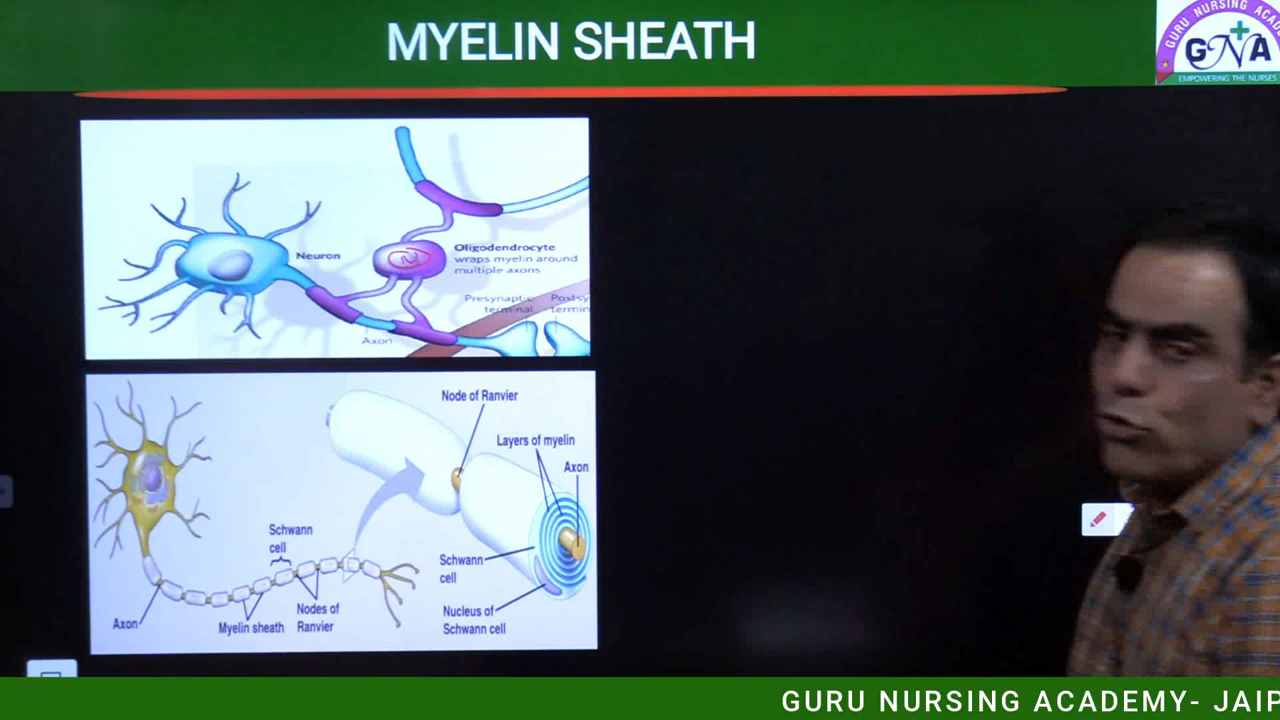 MYELIN SHEATH
GURU NURSING ACAD
GNA
EMPOWERING THE NURSES
Neuron
Oligodendrocyte
wraps myelin around
multiple axons
Presynaptic
terminal
Axon
Node of Ranvier
Layers of myelin
Axon
Schwann
cell
Schwann
cell
Nucleus of
Schwann cell
Axon
Myelin sheath
Nodes of
Ranvier
GURU NURSING ACADEMY- JAIP